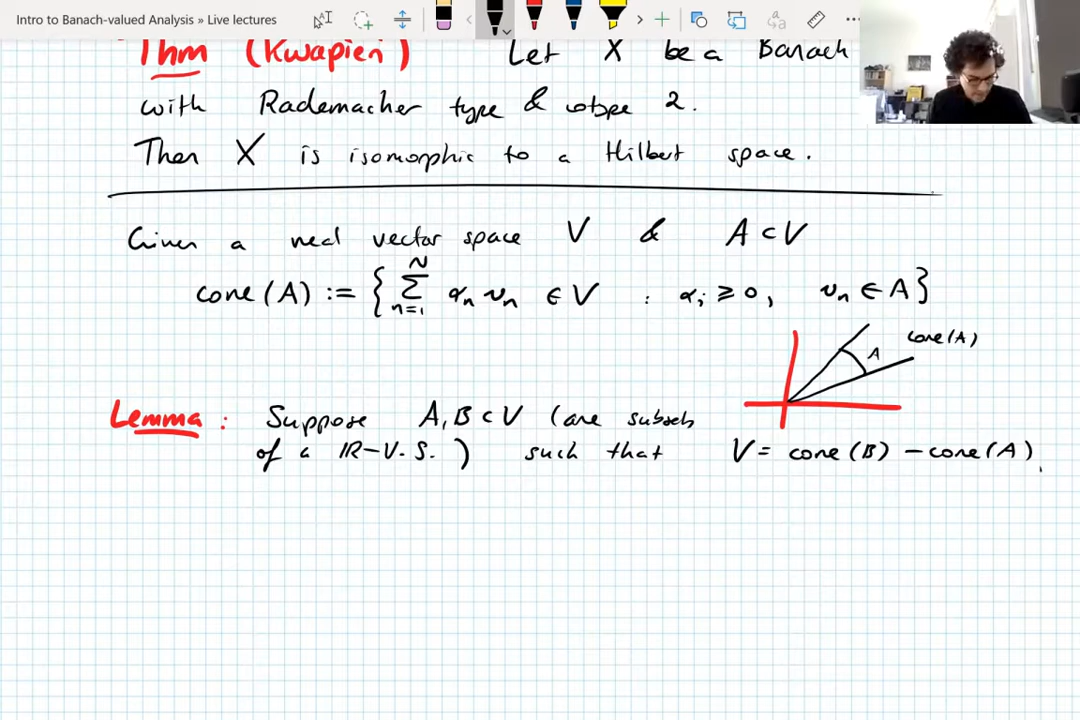 Intro to Banach-valued Analysis » Live lectures
Thm (Kwapień) Let X be a Banach
with Rademacher type & cotype 2.
Then X is isomorphic to a Hilbert space.
Given a real vector space V & A ⊂ V
cone(A) := { \sum_{n=1}^{N} α_n v_n ∈ V : α_i ≥ 0, v_n ∈ A }
cone(A)
A
Lemma : Suppose A, B ⊂ V (are subsets
of a ℝ-V.S.) such that V = cone(B) - cone(A),